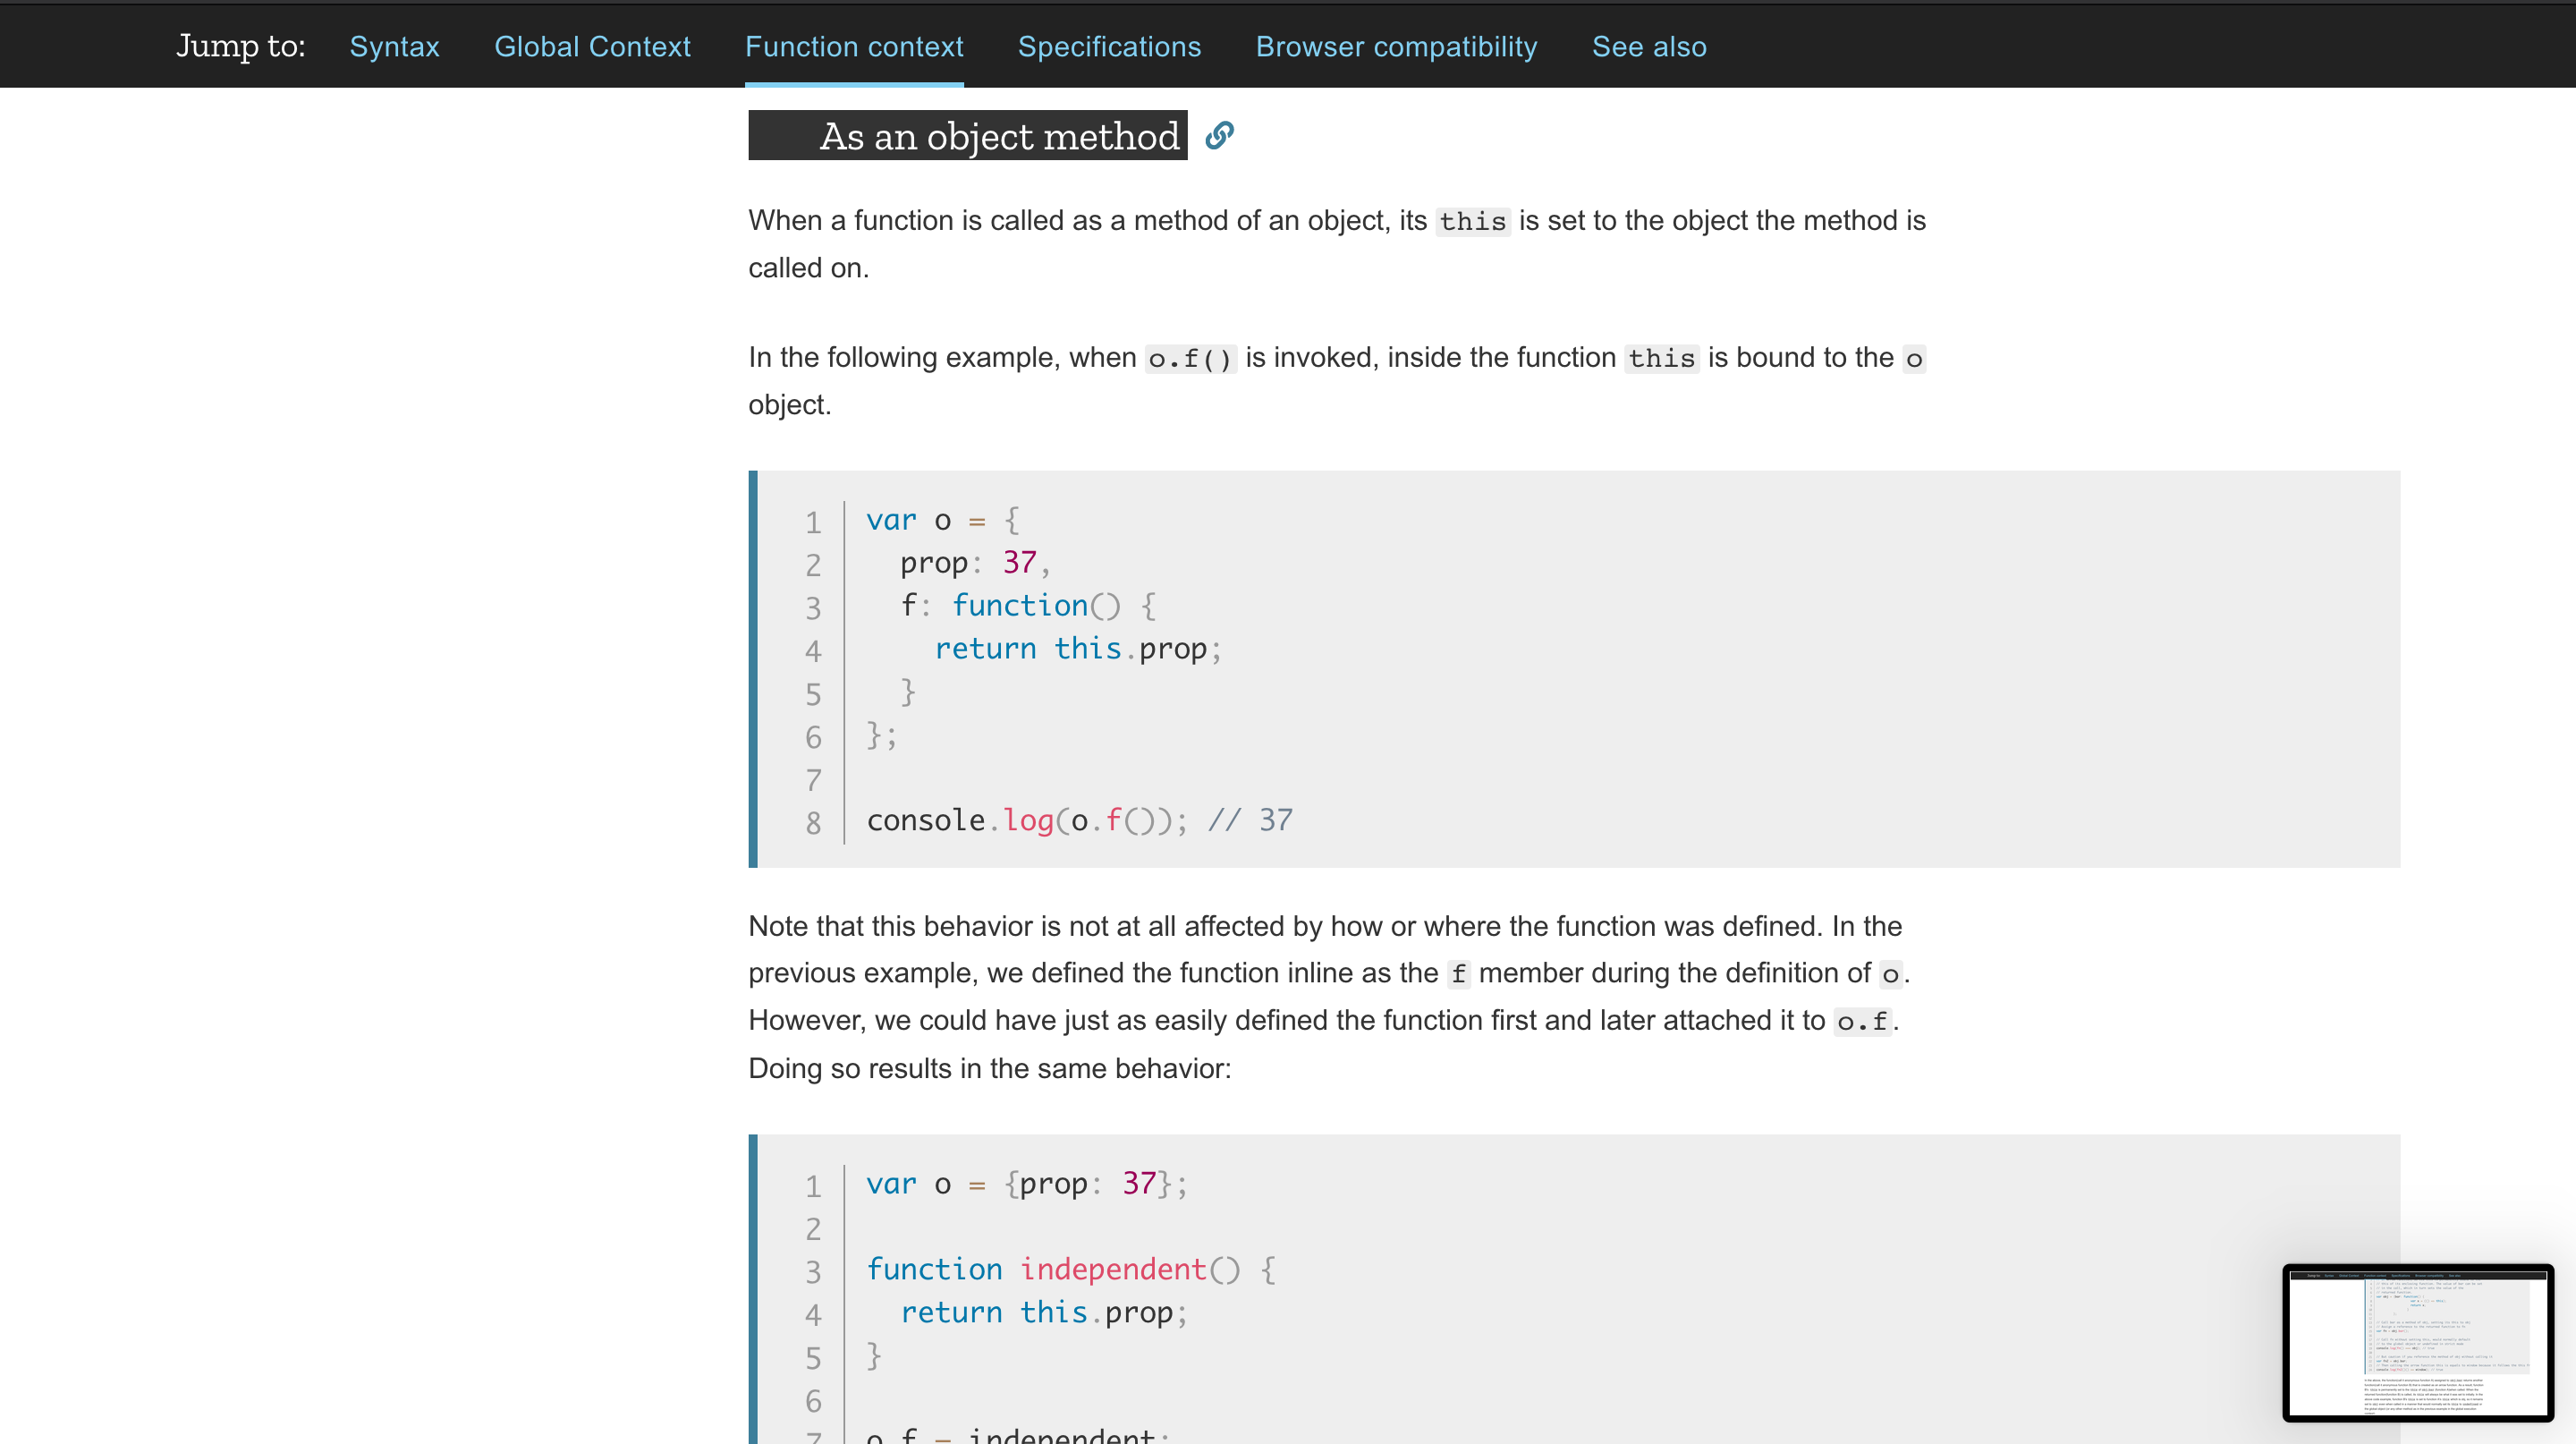 Jump to: Syntax Global Context Function context Specifications Browser compatibility See also
As an object method
When a function is called as a method of an object, its this is set to the object the method is
called on.
In the following example, when o.f() is invoked, inside the function this is bound to the o
object.
1 var o = {
2   prop: 37,
3   f: function() {
4     return this.prop;
5   }
6 };
7
8 console.log(o.f()); // 37
Note that this behavior is not at all affected by how or where the function was defined. In the
previous example, we defined the function inline as the f member during the definition of o.
However, we could have just as easily defined the function first and later attached it to o.f.
Doing so results in the same behavior:
1 var o = {prop: 37};
2
3 function independent() {
4   return this.prop;
5 }
6
7 o.f = independent;